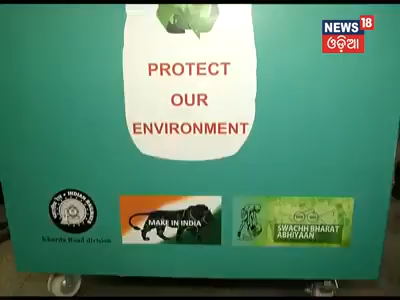 NEWS 18
ଓଡ଼ିଆ
PROTECT
OUR
ENVIRONMENT
INDIAN RAILWAYS
Khurda Road division
MAKE IN INDIA
SWACHH BHARAT
ABHIYAAN